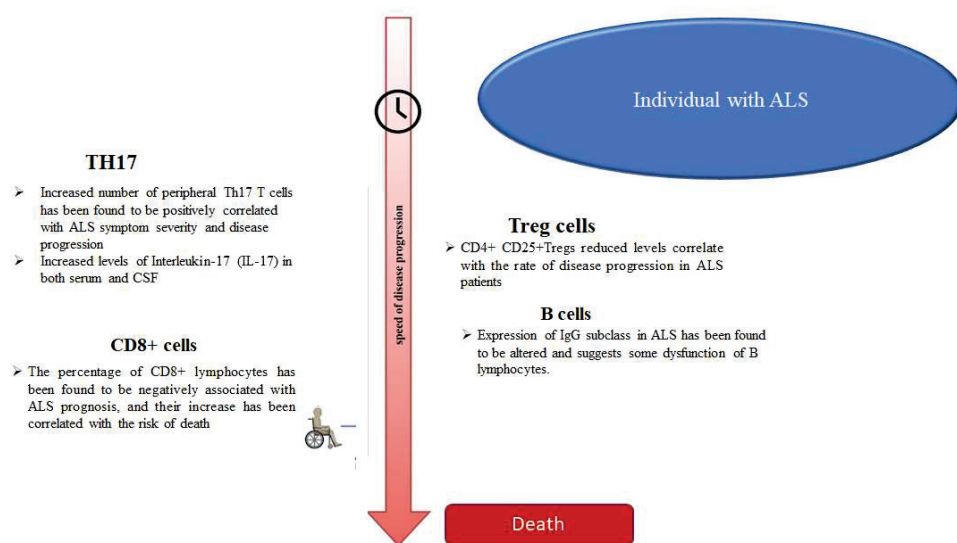 Individual with ALS
TH17
➢ Increased number of peripheral Th17 T cells
has been found to be positively correlated
with ALS symptom severity and disease
progression
➢ Increased levels of Interleukin-17 (IL-17) in
both serum and CSF
CD8+ cells
➢ The percentage of CD8+ lymphocytes has
been found to be negatively associated with
ALS prognosis, and their increase has been
correlated with the risk of death
speed of disease progression
Treg cells
➢ CD4+ CD25+Tregs reduced levels correlate
with the rate of disease progression in ALS
patients
B cells
➢ Expression of IgG subclass in ALS has been found
to be altered and suggests some dysfunction of B
lymphocytes.
Death